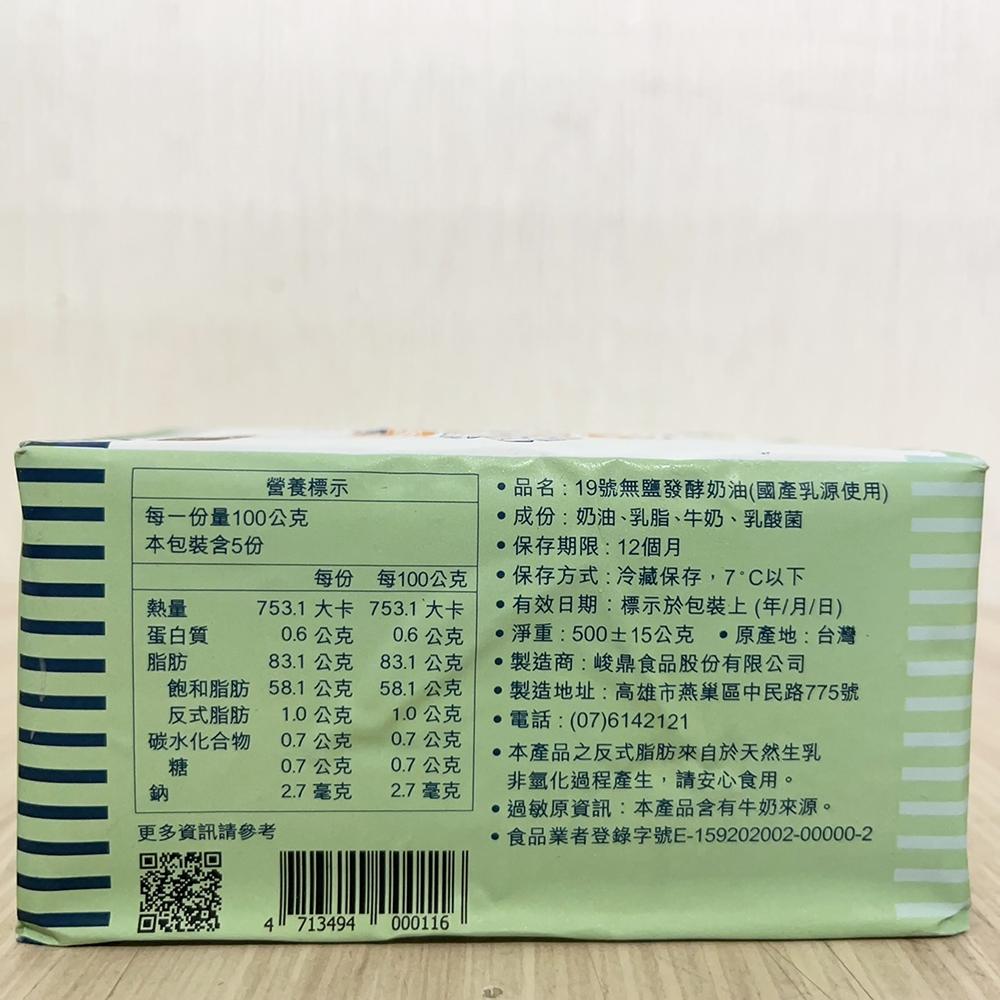 營養標示
每一份量100公克
本包裝含5份
每份 每100公克
熱量 753.1 大卡 753.1 大卡
蛋白質 0.6 公克 0.6 公克
脂肪 83.1 公克 83.1 公克
飽和脂肪 58.1 公克 58.1 公克
反式脂肪 1.0 公克 1.0 公克
碳水化合物 0.7 公克 0.7 公克
糖 0.7 公克 0.7 公克
鈉 2.7 毫克 2.7 毫克
更多資訊請參考
4 713494 000116
• 品名:19號無鹽發酵奶油(國產乳源使用)
• 成份:奶油、乳脂、牛奶、乳酸菌
• 保存期限:12個月
• 保存方式:冷藏保存,7°C以下
• 有效日期:標示於包裝上 (年/月/日)
• 淨重:500±15公克 • 原產地:台灣
• 製造商:峻鼎食品股份有限公司
• 製造地址:高雄市燕巢區中民路775號
• 電話:(07)6142121
• 本產品之反式脂肪來自於天然生乳
非氫化過程產生,請安心食用。
• 過敏原資訊:本產品含有牛奶來源。
• 食品業者登錄字號E-159202002-00000-2